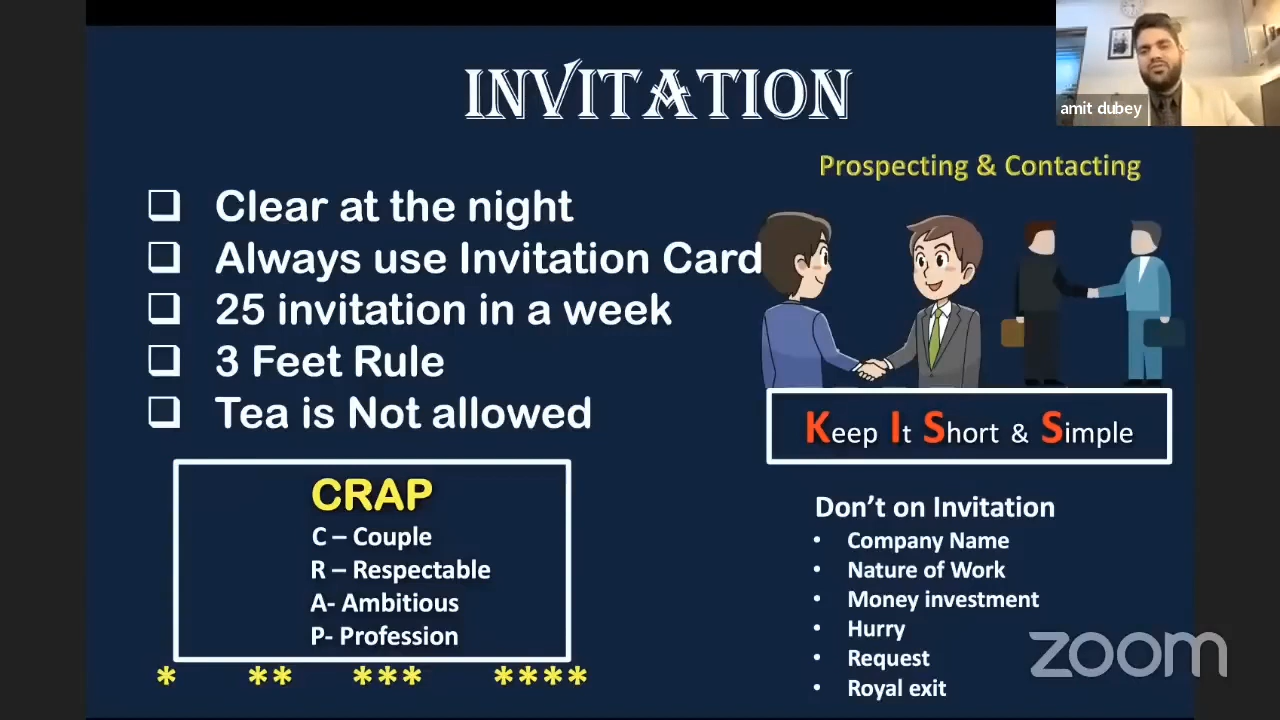 INVITATION
amit dubey
Prospecting & Contacting
❑ Clear at the night
❑ Always use Invitation Card
❑ 25 invitation in a week
❑ 3 Feet Rule
❑ Tea is Not allowed
Keep It Short & Simple
CRAP
C – Couple
R – Respectable
A- Ambitious
P- Profession
* ** *** ****
Don’t on Invitation
• Company Name
• Nature of Work
• Money investment
• Hurry
• Request
• Royal exit
zoom